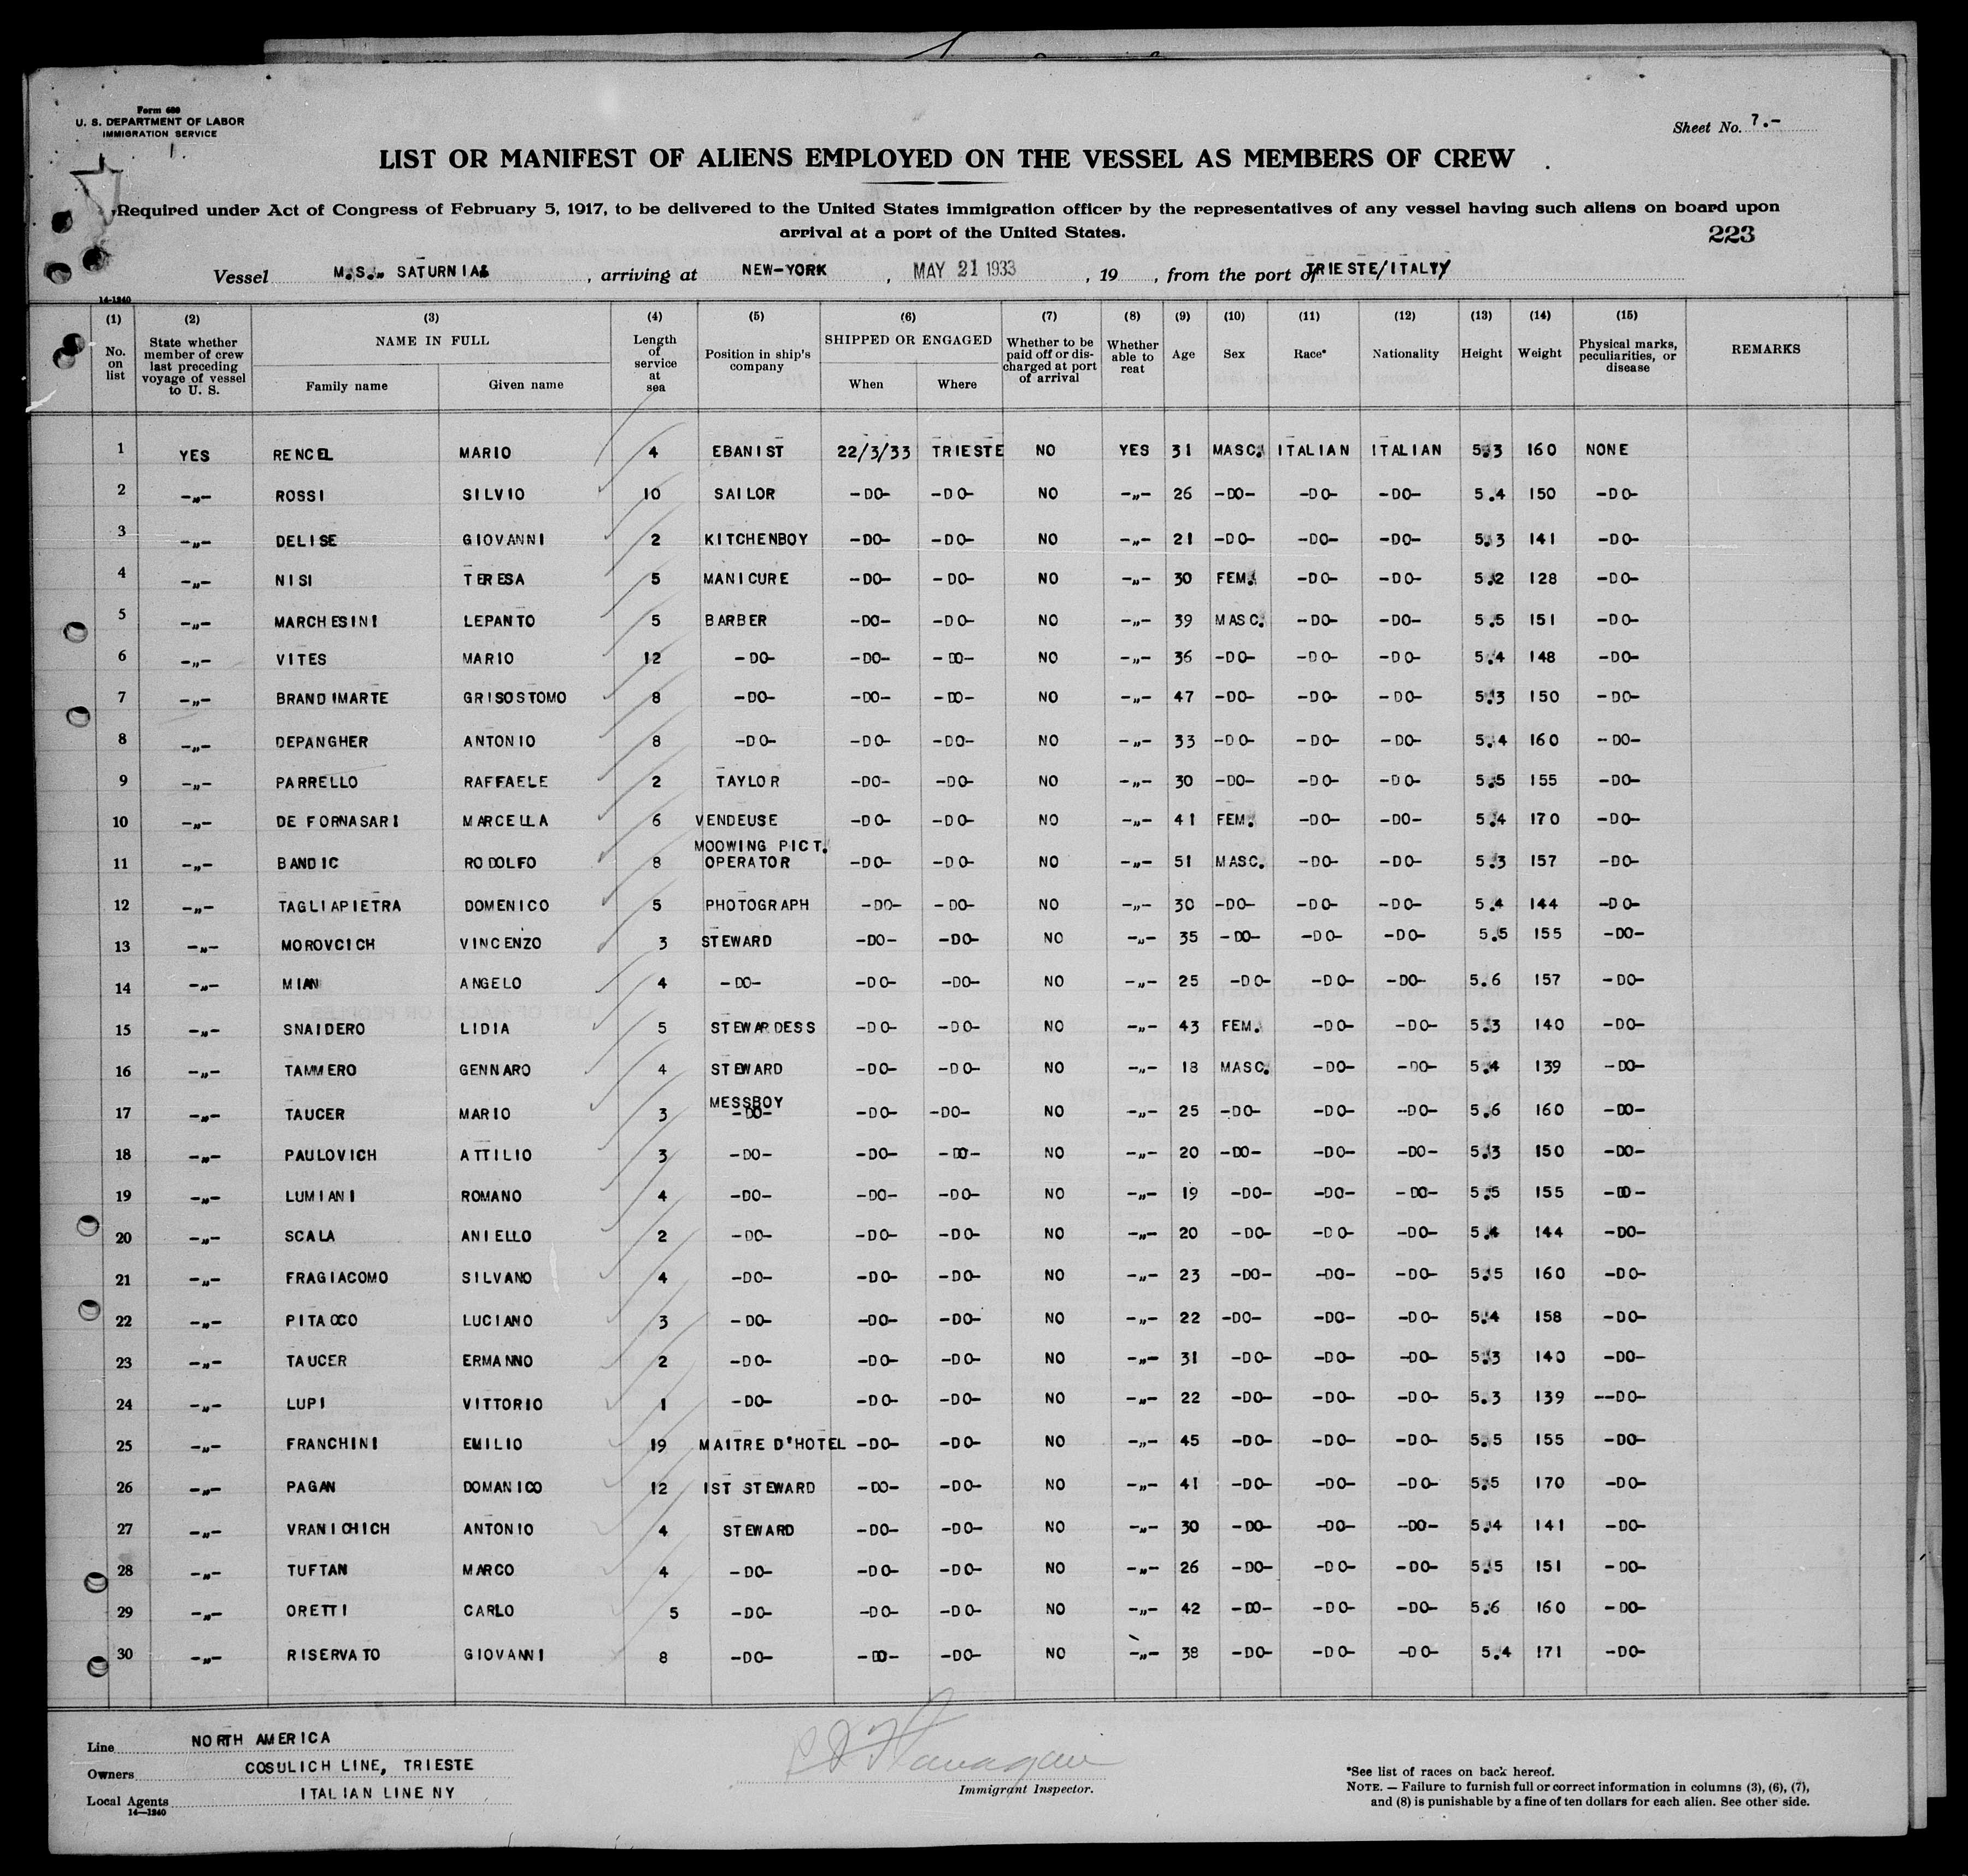 Form 680
U. S. DEPARTMENT OF LABOR
IMMIGRATION SERVICE
Sheet No. 7.-
LIST OR MANIFEST OF ALIENS EMPLOYED ON THE VESSEL AS MEMBERS OF CREW
Required under Act of Congress of February 5, 1917, to be delivered to the United States immigration officer by the representatives of any vessel having such aliens on board upon
arrival at a port of the United States.
223
Vessel M.S. „ SATURNIA , arriving at NEW-YORK , MAY 21 1933 , 19 , from the port of TRIESTE/ITALY
14-1240
(1) No. on list (2) State whether member of crew last preceding voyage of vessel to U. S. (3) NAME IN FULL Family name Given name (4) Length of service at sea (5) Position in ship's company (6) SHIPPED OR ENGAGED When Where (7) Whether to be paid off or discharged at port of arrival (8) Whether able to reat (9) Age (10) Sex (11) Race* (12) Nationality (13) Height (14) Weight (15) Physical marks, peculiarities, or disease REMARKS
1 YES RENCEL MARIO 4 EBANIST 22/3/33 TRIESTE NO YES 31 MASC. ITALIAN ITALIAN 5.3 160 NONE
2 -„- ROSSI SILVIO 10 SAILOR -DO- -DO- NO -„- 26 -DO- -DO- -DO- 5.4 150 -DO-
3 -„- DELISE GIOVANNI 2 KITCHENBOY -DO- -DO- NO -„- 21 -DO- -DO- -DO- 5.3 141 -DO-
4 -„- NISI TERESA 5 MANICURE -DO- -DO- NO -„- 30 FEM. -DO- -DO- 5.2 128 -DO-
5 -„- MARCHESINI LEPANTO 5 BARBER -DO- -DO- NO -„- 39 MASC. -DO- -DO- 5.5 151 -DO-
6 -„- VITES MARIO 12 -DO- -DO- -DO- NO -„- 36 -DO- -DO- -DO- 5.4 148 -DO-
7 -„- BRANDIMARTE GRISOSTOMO 8 -DO- -DO- -DO- NO -„- 47 -DO- -DO- -DO- 5.3 150 -DO-
8 -„- DEPANGHER ANTONIO 8 -DO- -DO- -DO- NO -„- 33 -DO- -DO- -DO- 5.4 160 -DO-
9 -„- PARRELLO RAFFAELE 2 TAYLOR -DO- -DO- NO -„- 30 -DO- -DO- -DO- 5.5 155 -DO-
10 -„- DE FORNASARI MARCELLA 6 VENDEUSE -DO- -DO- NO -„- 41 FEM. -DO- -DO- 5.4 170 -DO-
11 -„- BANDIC RODOLFO 8 MOOWING PICT. OPERATOR -DO- -DO- NO -„- 51 MASC. -DO- -DO- 5.3 157 -DO-
12 -„- TAGLIAPIETRA DOMENICO 5 PHOTOGRAPH -DO- -DO- NO -„- 30 -DO- -DO- -DO- 5.4 144 -DO-
13 -„- MOROVCICH VINCENZO 3 STEWARD -DO- -DO- NO -„- 35 -DO- -DO- -DO- 5.5 155 -DO-
14 -„- MIAN ANGELO 4 -DO- -DO- -DO- NO -„- 25 -DO- -DO- -DO- 5.6 157 -DO-
15 -„- SNAIDERO LIDIA 5 STEWARDESS -DO- -DO- NO -„- 43 FEM. -DO- -DO- 5.3 140 -DO-
16 -„- TAMMERO GENNARO 4 STEWARD -DO- -DO- NO -„- 18 MASC. -DO- -DO- 5.4 139 -DO-
17 -„- TAUCER MARIO 3 MESSBOY -DO- -DO- -DO- NO -„- 25 -DO- -DO- -DO- 5.6 160 -DO-
18 -„- PAULOVICH ATTILIO 3 -DO- -DO- -DO- NO -„- 20 -DO- -DO- -DO- 5.3 150 -DO-
19 -„- LUMIANI ROMANO 4 -DO- -DO- -DO- NO -„- 19 -DO- -DO- -DO- 5.5 155 -DO-
20 -„- SCALA ANIELLO 2 -DO- -DO- -DO- NO -„- 20 -DO- -DO- -DO- 5.4 144 -DO-
21 -„- FRAGIACOMO SILVANO 4 -DO- -DO- -DO- NO -„- 23 -DO- -DO- -DO- 5.5 160 -DO-
22 -„- PITACCO LUCIANO 3 -DO- -DO- -DO- NO -„- 22 -DO- -DO- -DO- 5.4 158 -DO-
23 -„- TAUCER ERMANNO 2 -DO- -DO- -DO- NO -„- 31 -DO- -DO- -DO- 5.3 140 -DO-
24 -„- LUPI VITTORIO 1 -DO- -DO- -DO- NO -„- 22 -DO- -DO- -DO- 5.3 139 --DO-
25 -„- FRANCHINI EMILIO 19 MAITRE D'HOTEL -DO- -DO- NO -„- 45 -DO- -DO- -DO- 5.5 155 -DO-
26 -„- PAGAN DOMANICO 12 IST STEWARD -DO- -DO- NO -„- 41 -DO- -DO- -DO- 5.5 170 -DO-
27 -„- VRANICHICH ANTONIO 4 STEWARD -DO- -DO- NO -„- 30 -DO- -DO- -DO- 5.4 141 -DO-
28 -„- TUFTAN MARCO 4 -DO- -DO- -DO- NO -„- 26 -DO- -DO- -DO- 5.5 151 -DO-
29 -„- ORETTI CARLO 5 -DO- -DO- -DO- NO -„- 42 -DO- -DO- -DO- 5.6 160 -DO-
30 -„- RISERVATO GIOVANNI 8 -DO- -DO- -DO- NO -„- 38 -DO- -DO- -DO- 5.4 171 -DO-
Line NORTH AMERICA
Owners COSULICH LINE, TRIESTE
Local Agents ITALIAN LINE NY
14-1240
Flanagan
Immigrant Inspector.
*See list of races on back hereof.
NOTE. — Failure to furnish full or correct information in columns (3), (6), (7),
and (8) is punishable by a fine of ten dollars for each alien. See other side.